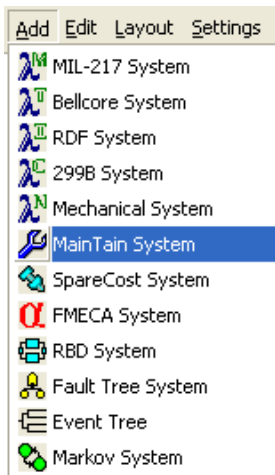 Add Edit Layout Settings
MIL-217 System
Bellcore System
RDF System
299B System
Mechanical System
MainTain System
SpareCost System
FMECA System
RBD System
Fault Tree System
Event Tree
Markov System